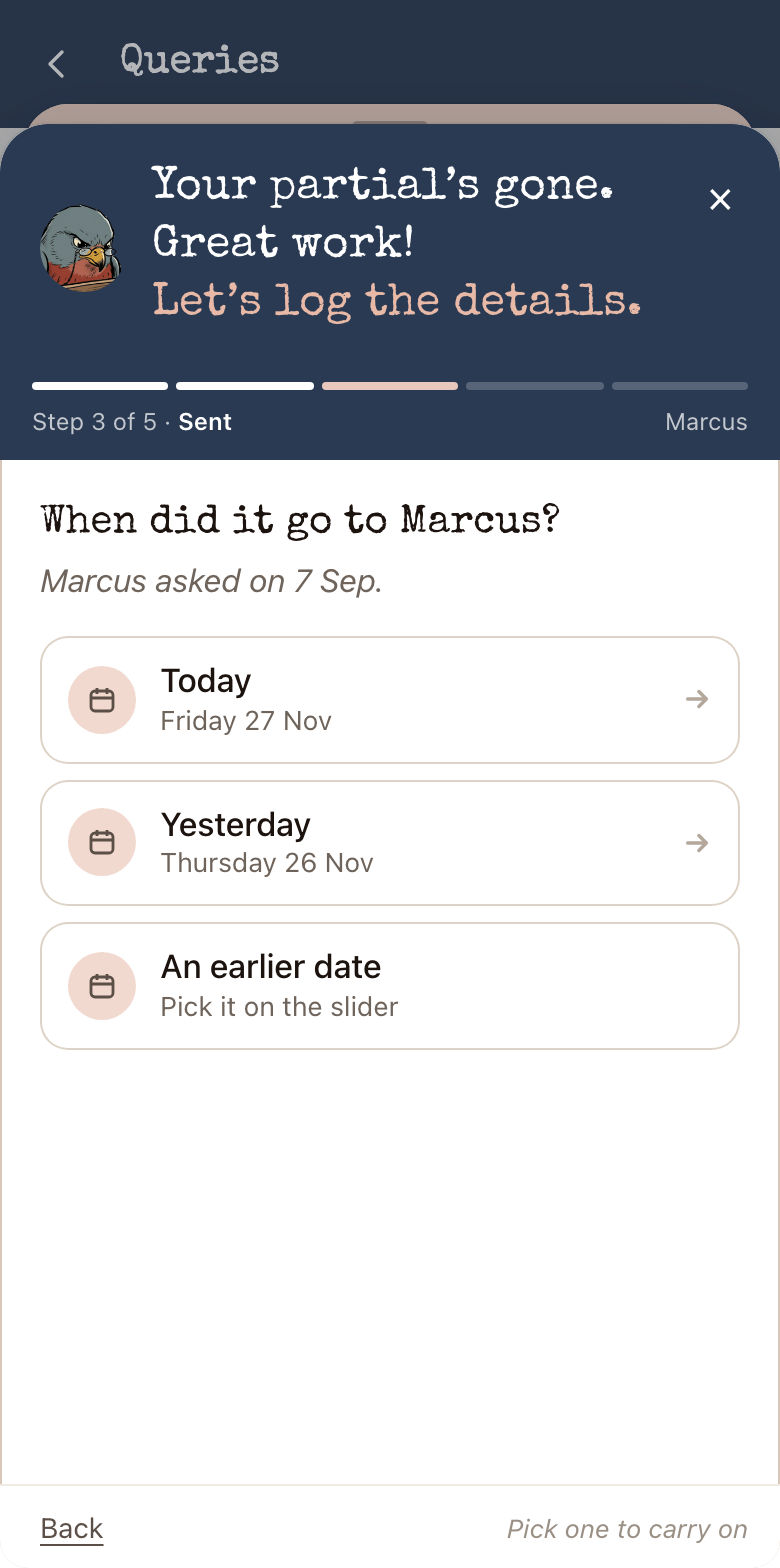 Queries
Your partial’s gone.
Great work!
Let’s log the details.
Step 3 of 5 · Sent
Marcus
When did it go to Marcus?
Marcus asked on 7 Sep.
Today
Friday 27 Nov
Yesterday
Thursday 26 Nov
An earlier date
Pick it on the slider
Back
Pick one to carry on